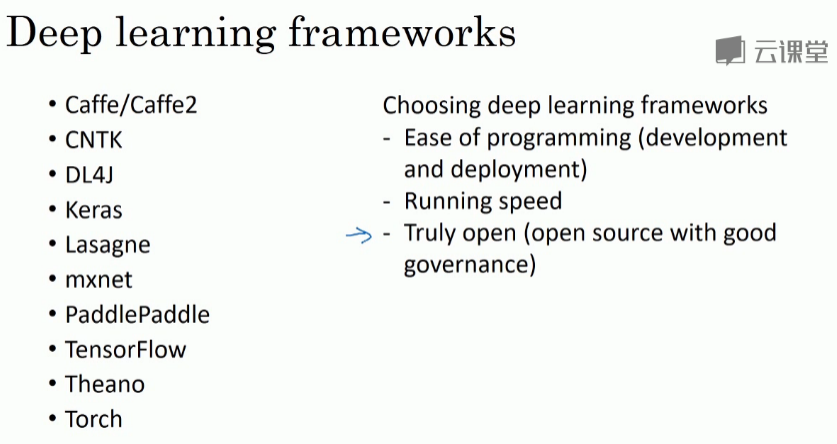 Deep learning frameworks
云课堂
• Caffe/Caffe2
• CNTK
• DL4J
• Keras
• Lasagne
• mxnet
• PaddlePaddle
• TensorFlow
• Theano
• Torch
Choosing deep learning frameworks
- Ease of programming (development
and deployment)
- Running speed
- Truly open (open source with good
governance)